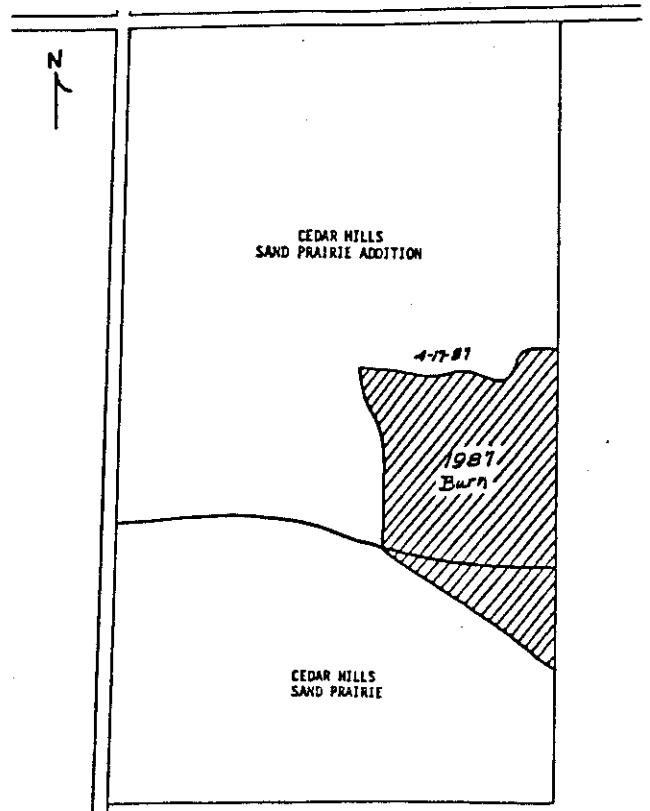 N
CEDAR HILLS
SAND PRAIRIE ADDITION
4-17-87
1987
Burn
CEDAR HILLS
SAND PRAIRIE